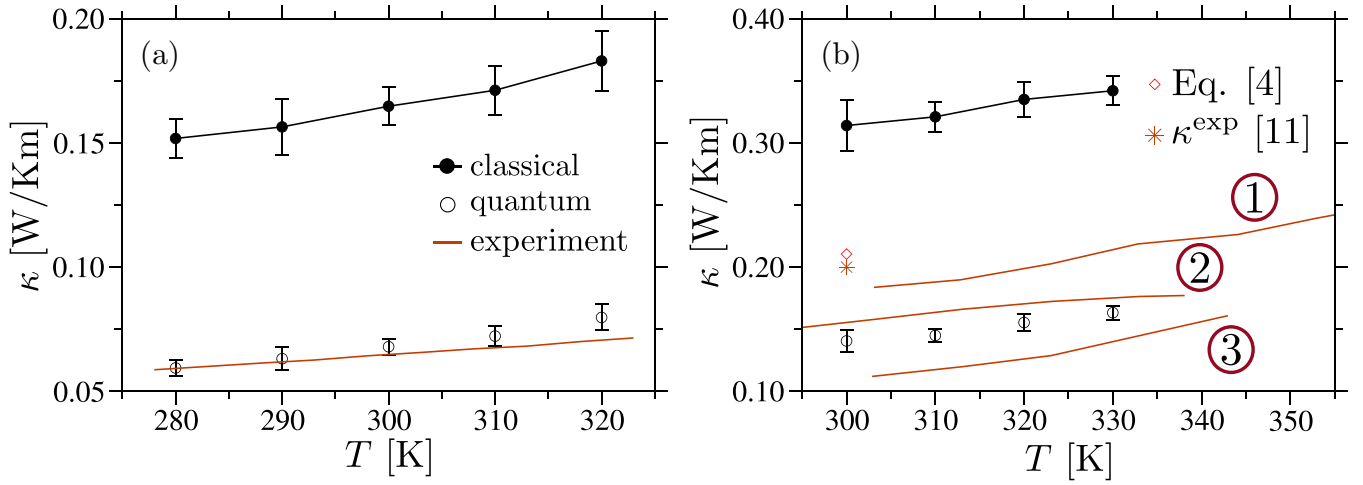 (a)
0.20
0.15
0.10
0.05
κ [W/Km]
classical
quantum
experiment
280 290 300 310 320
T [K]
(b)
0.40
0.30
0.20
0.10
κ [W/Km]
Eq. [4]
κ^exp [11]
1
2
3
300 310 320 330 340 350
T [K]